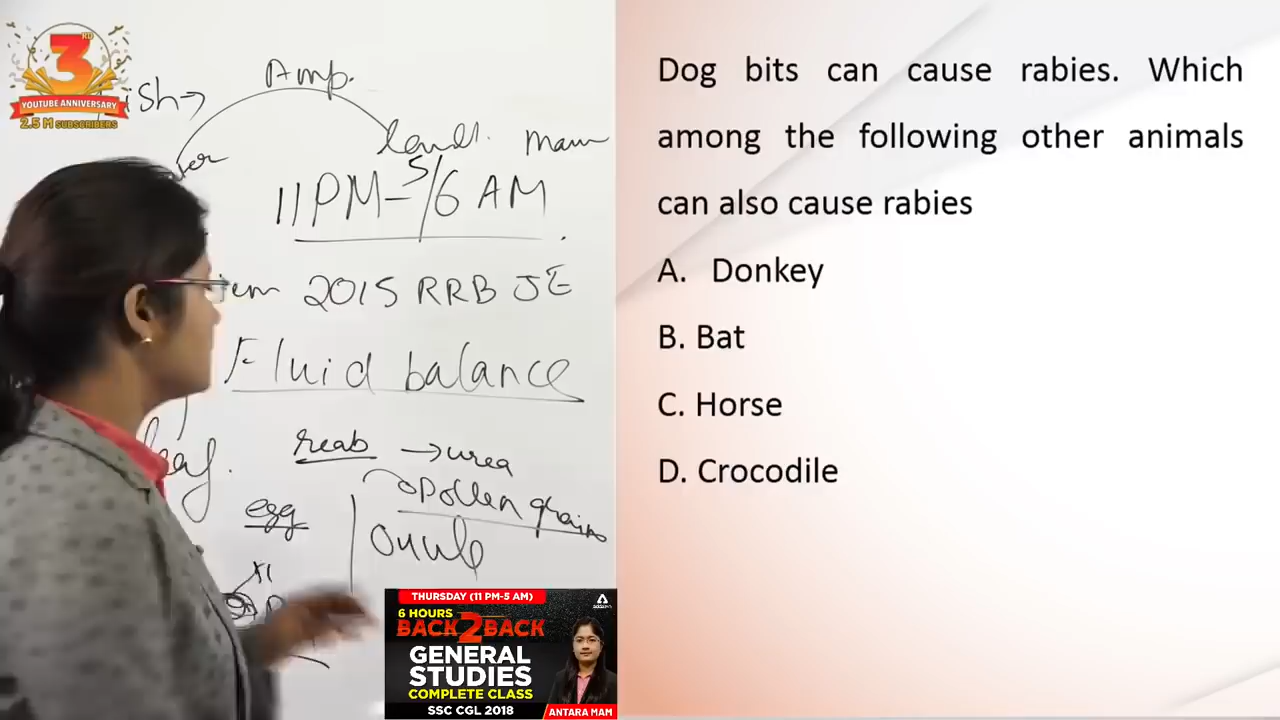 3RD
YOUTUBE ANNIVERSARY
2.5 M SUBSCRIBERS
Amp.
ish→
land. mam
11PM-5/6 AM
2015 RRB JE
Fluid balance
reab → urea
leaf.
pollen grains
egg
Ovule
Dog bits can cause rabies. Which
among the following other animals
can also cause rabies
A. Donkey
B. Bat
C. Horse
D. Crocodile
THURSDAY (11 PM-5 AM)
6 HOURS
BACK2BACK
GENERAL
STUDIES
COMPLETE CLASS
SSC CGL 2018
ANTARA MAM